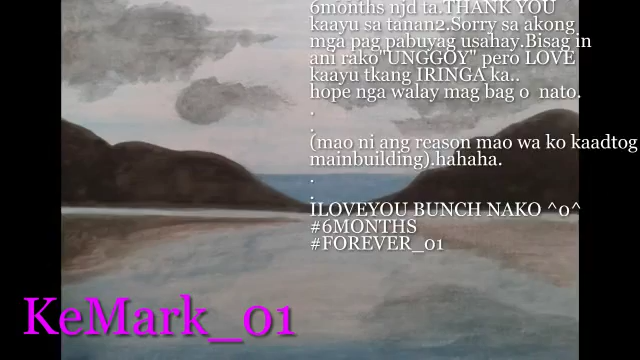 6months njd ta.THANK YOU
kaayu sa tanan2.Sorry sa akong
mga pag pabuyag usahay.Bisag in
ani rako"UNGGOY" pero LOVE
kaayu tkang IRINGA ka..
hope nga walay mag bag o  nato.
.
.
(mao ni ang reason mao wa ko kaadtog
mainbuilding).hahaha.
.
.
ILOVEYOU BUNCH NAKO ^0^
#6MONTHS
#FOREVER_01
KeMark_01